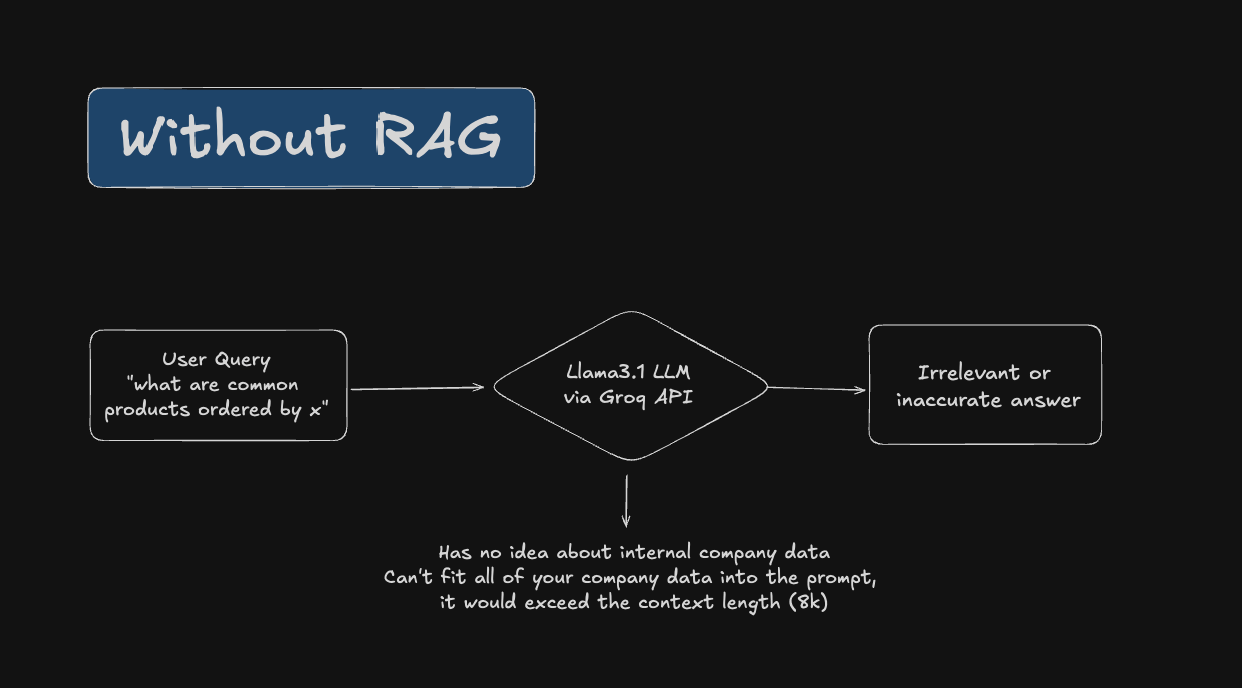 Without RAG
User Query
"what are common
products ordered by x"
Llama3.1 LLM
via Groq API
Irrelevant or
inaccurate answer
Has no idea about internal company data
Can't fit all of your company data into the prompt,
it would exceed the context length (8k)